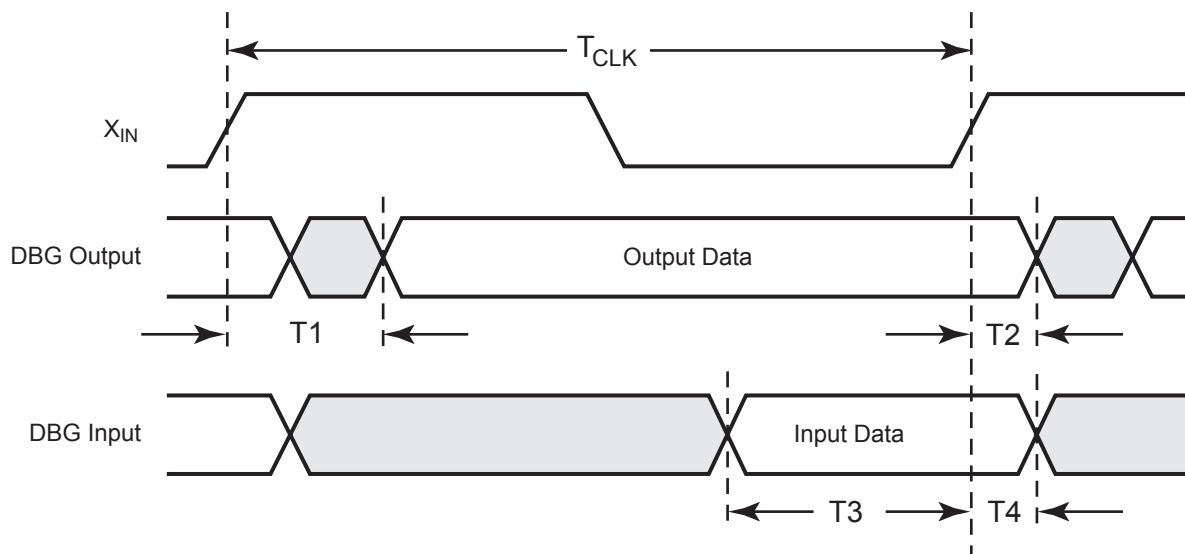 TCLK
XIN
DBG Output
Output Data
T1
T2
DBG Input
Input Data
T3
T4